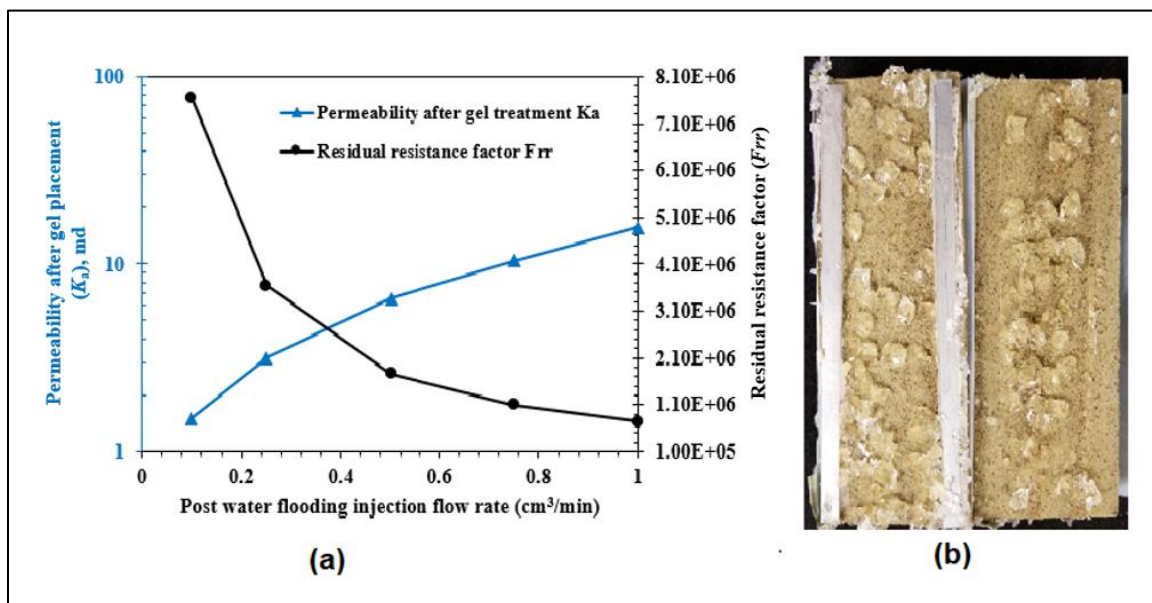 100
10
1
Permeability after gel placement
(Ka), md
Permeability after gel treatment Ka
Residual resistance factor Frr
8.10E+06
7.10E+06
6.10E+06
5.10E+06
4.10E+06
3.10E+06
2.10E+06
1.10E+06
1.00E+05
Residual resistance factor (Frr)
0 0.2 0.4 0.6 0.8 1
Post water flooding injection flow rate (cm³/min)
(a)
(b)